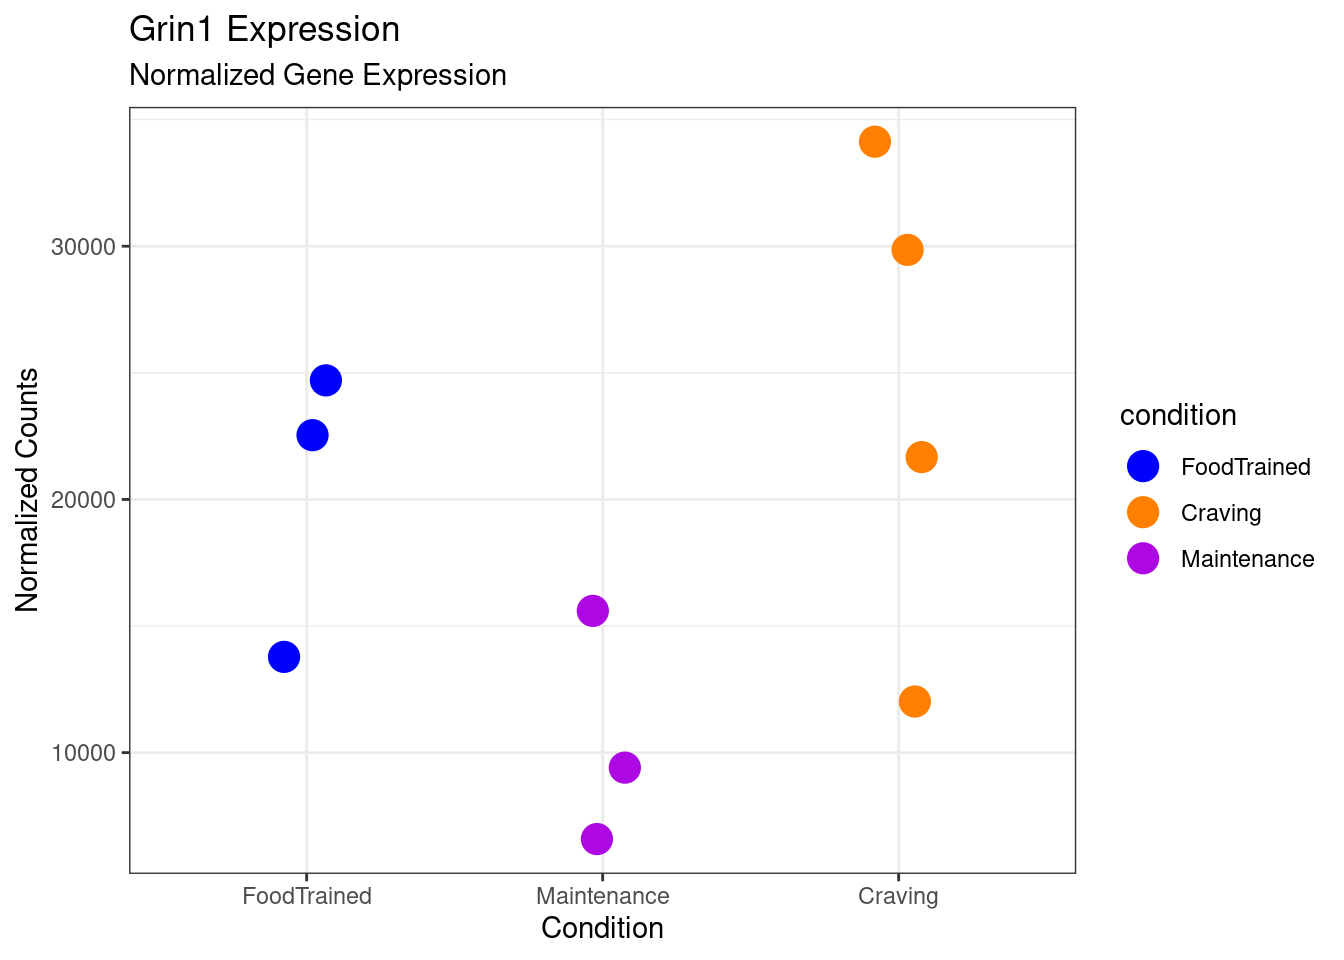 Grin1 Expression
Normalized Gene Expression
Normalized Counts
30000
20000
10000
FoodTrained
Maintenance
Craving
Condition
condition
FoodTrained
Craving
Maintenance